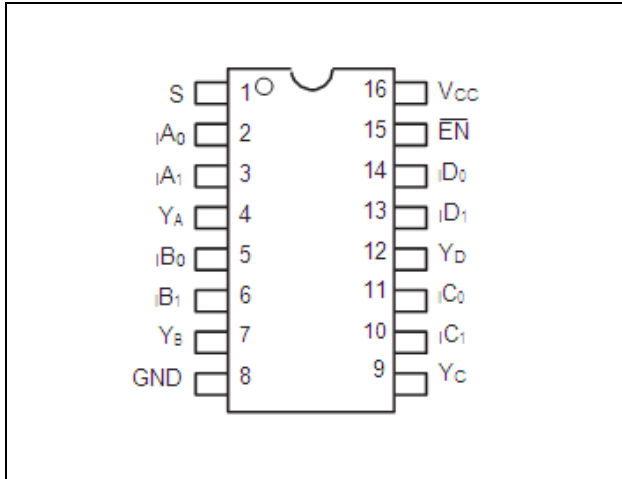 S 1 16 VCC
IA0 2 15 EN
IA1 3 14 ID0
YA 4 13 ID1
IB0 5 12 YD
IB1 6 11 IC0
YB 7 10 IC1
GND 8 9 YC